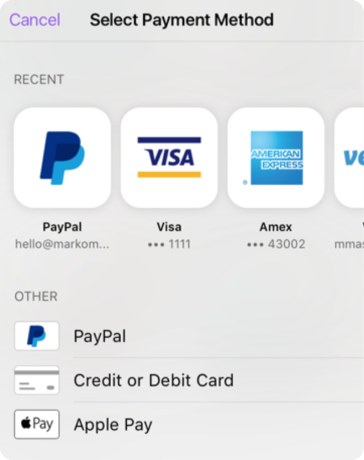 Cancel Select Payment Method
RECENT
VISA
AMERICAN EXPRESS
ve
PayPal Visa Amex
hello@markom... ••• 1111 ••• 43002 mmas
OTHER
PayPal
Credit or Debit Card
Pay Apple Pay